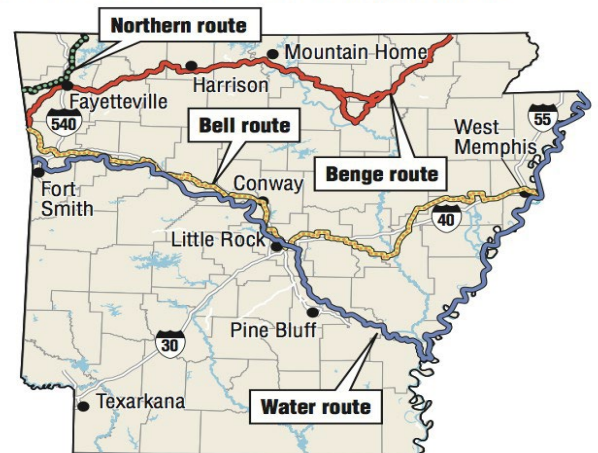 Northern route
Mountain Home
Harrison
Fayetteville
540
Bell route
55
West
Memphis
Benge route
Fort
Smith
Conway
40
Little Rock
Pine Bluff
30
Texarkana
Water route